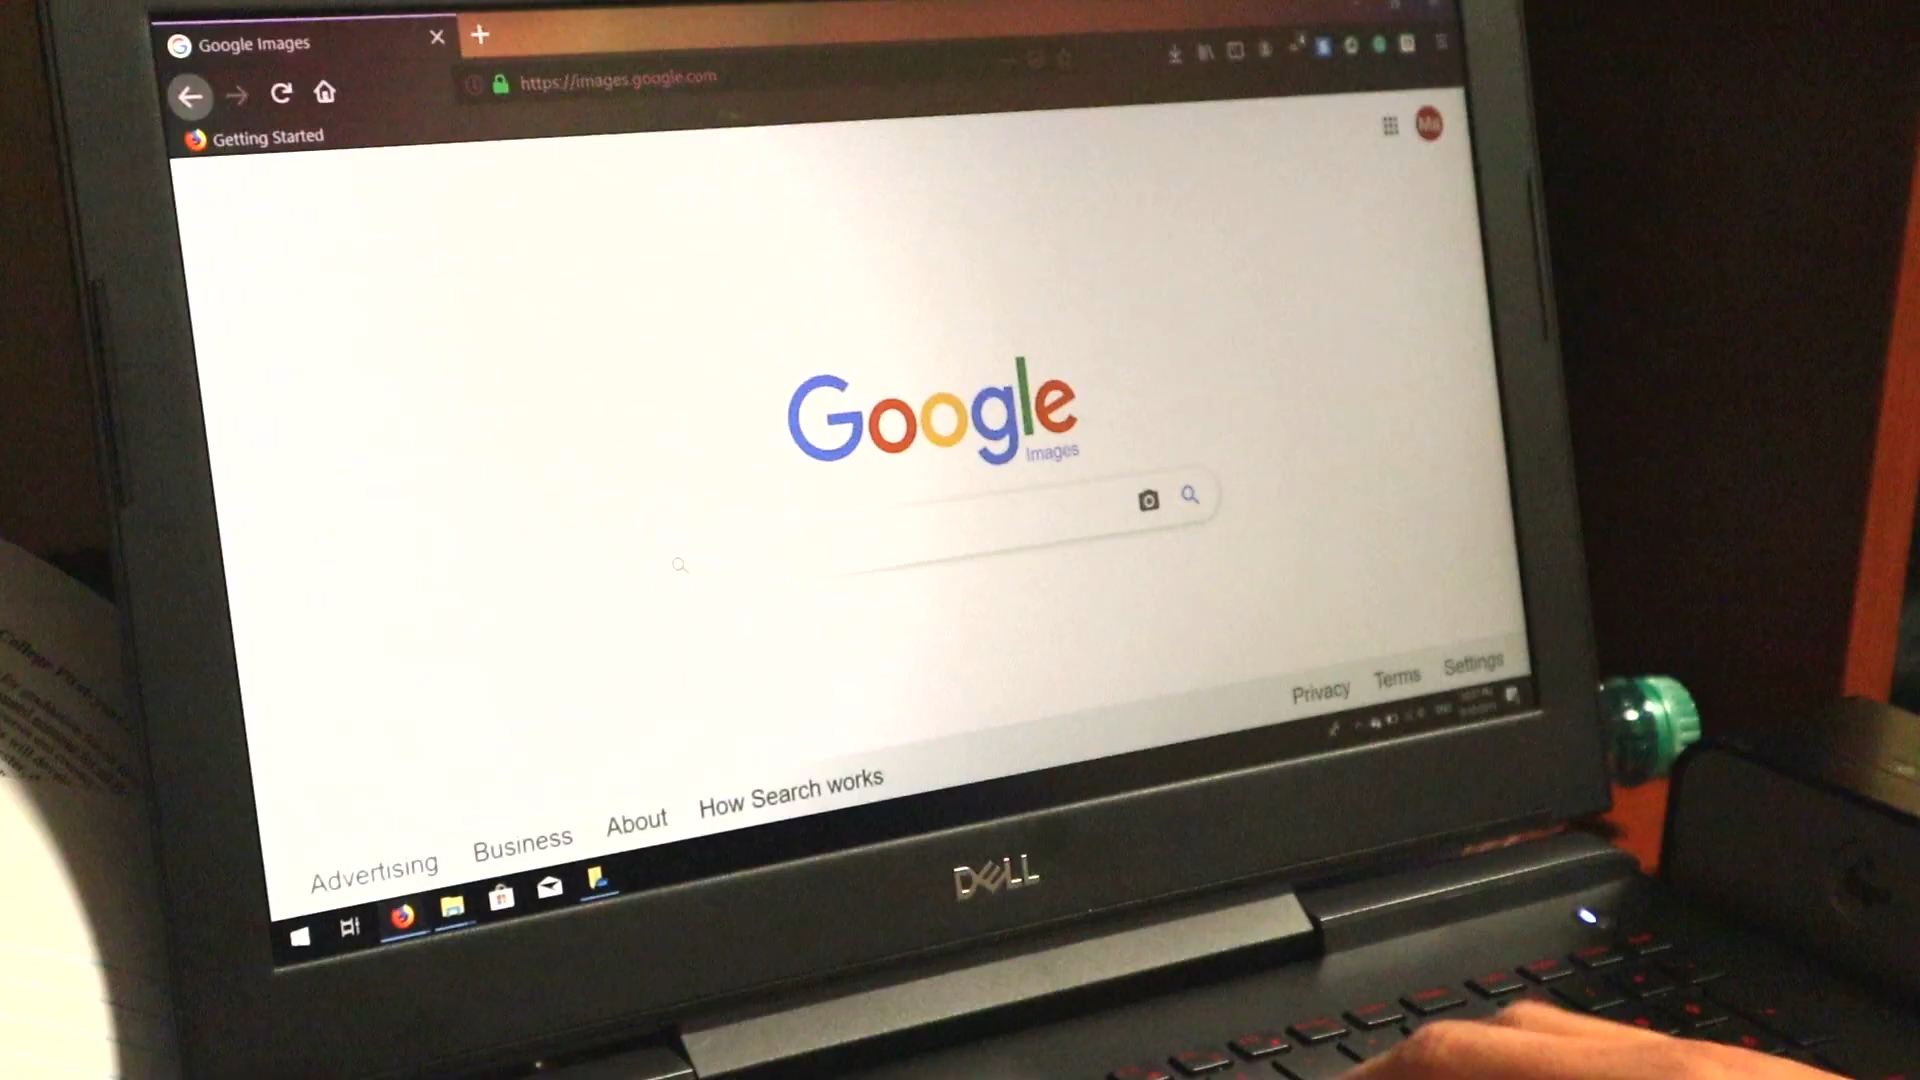 Google Images
https://images.google.com
Getting Started
Google
Images
Privacy Terms Settings
Advertising Business About How Search works
DELL
College